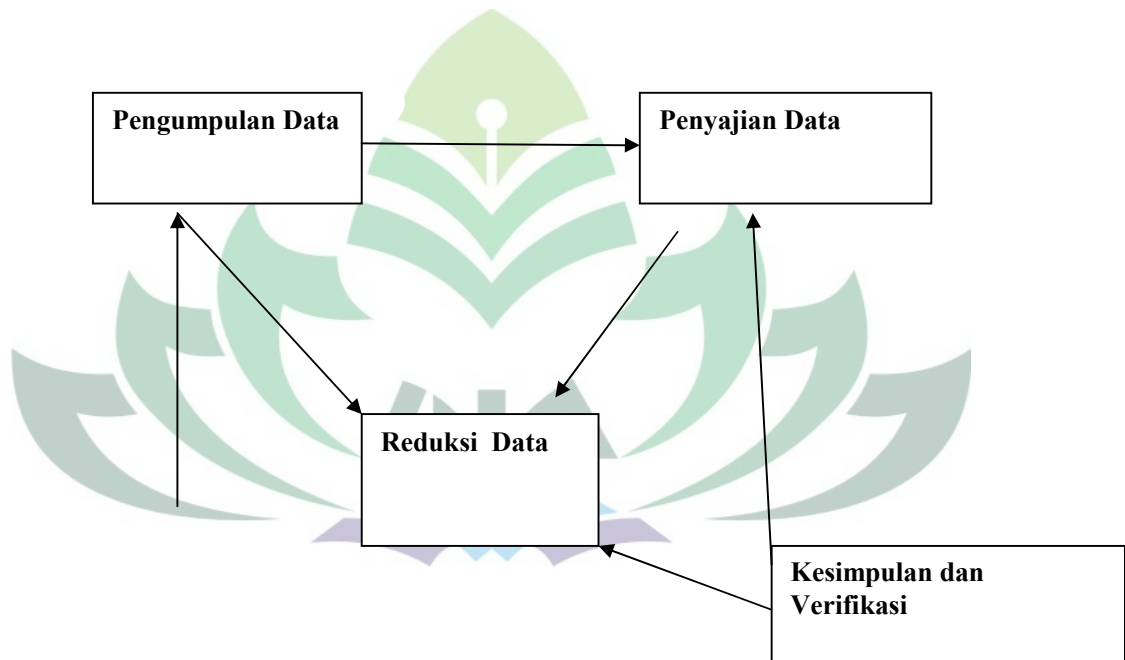 Pengumpulan Data
Penyajian Data
Reduksi Data
Kesimpulan dan
Verifikasi